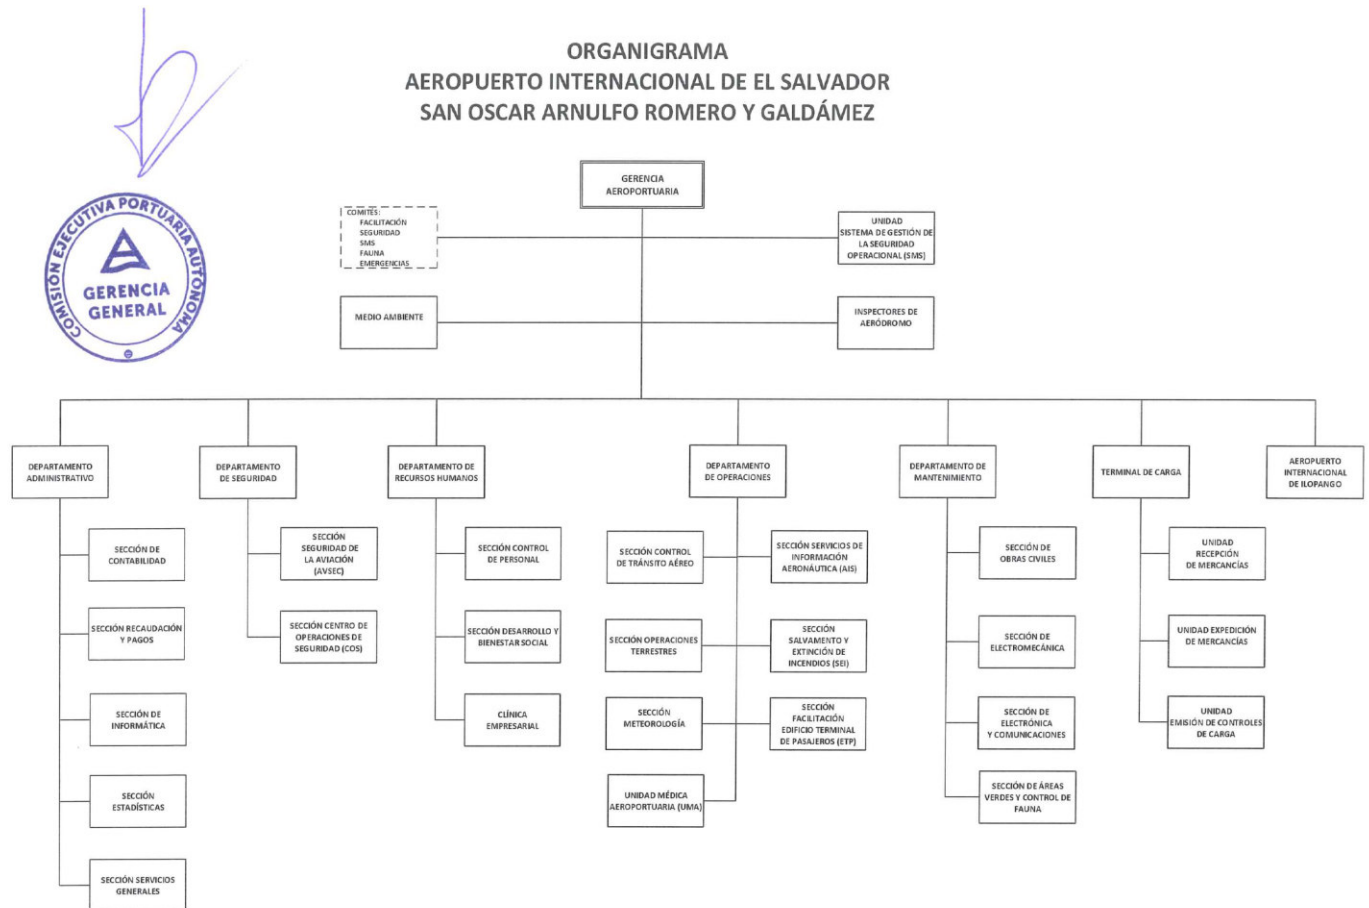 ORGANIGRAMA
AEROPUERTO INTERNACIONAL DE EL SALVADOR
SAN OSCAR ARNULFO ROMERO Y GALDÁMEZ
COMISIÓN EJECUTIVA PORTUARIA AUTÓNOMA
GERENCIA
GENERAL
GERENCIA
AEROPORTUARIA
COMITÉS:
FACILITACIÓN
SEGURIDAD
SMS
FAUNA
EMERGENCIAS
UNIDAD
SISTEMA DE GESTIÓN DE
LA SEGURIDAD
OPERACIONAL (SMS)
MEDIO AMBIENTE
INSPECTORES DE
AERÓDROMO
DEPARTAMENTO
ADMINISTRATIVO
DEPARTAMENTO
DE SEGURIDAD
DEPARTAMENTO DE
RECURSOS HUMANOS
DEPARTAMENTO
DE OPERACIONES
DEPARTAMENTO DE
MANTENIMIENTO
TERMINAL DE CARGA
AEROPUERTO
INTERNACIONAL
DE ILOPANGO
SECCIÓN DE
CONTABILIDAD
SECCIÓN RECAUDACIÓN
Y PAGOS
SECCIÓN DE
INFORMÁTICA
SECCIÓN
ESTADÍSTICAS
SECCIÓN SERVICIOS
GENERALES
SECCIÓN
SEGURIDAD DE
LA AVIACIÓN
(AVSEC)
SECCIÓN CENTRO DE
OPERACIONES DE
SEGURIDAD (COS)
SECCIÓN CONTROL
DE PERSONAL
SECCIÓN DESARROLLO Y
BIENESTAR SOCIAL
CLÍNICA
EMPRESARIAL
SECCIÓN CONTROL
DE TRÁNSITO AÉREO
SECCIÓN SERVICIOS DE
INFORMACIÓN
AERONÁUTICA (AIS)
SECCIÓN OPERACIONES
TERRESTRES
SECCIÓN
SALVAMENTO Y
EXTINCIÓN DE
INCENDIOS (SEI)
SECCIÓN
METEOROLOGÍA
SECCIÓN
FACILITACIÓN
EDIFICIO TERMINAL
DE PASAJEROS (ETP)
UNIDAD MÉDICA
AEROPORTUARIA (UMA)
SECCIÓN DE
OBRAS CIVILES
SECCIÓN DE
ELECTROMECÁNICA
SECCIÓN DE
ELECTRÓNICA
Y COMUNICACIONES
SECCIÓN DE ÁREAS
VERDES Y CONTROL DE
FAUNA
UNIDAD
RECEPCIÓN
DE MERCANCÍAS
UNIDAD EXPEDICIÓN
DE MERCANCÍAS
UNIDAD
EMISIÓN DE CONTROLES
DE CARGA